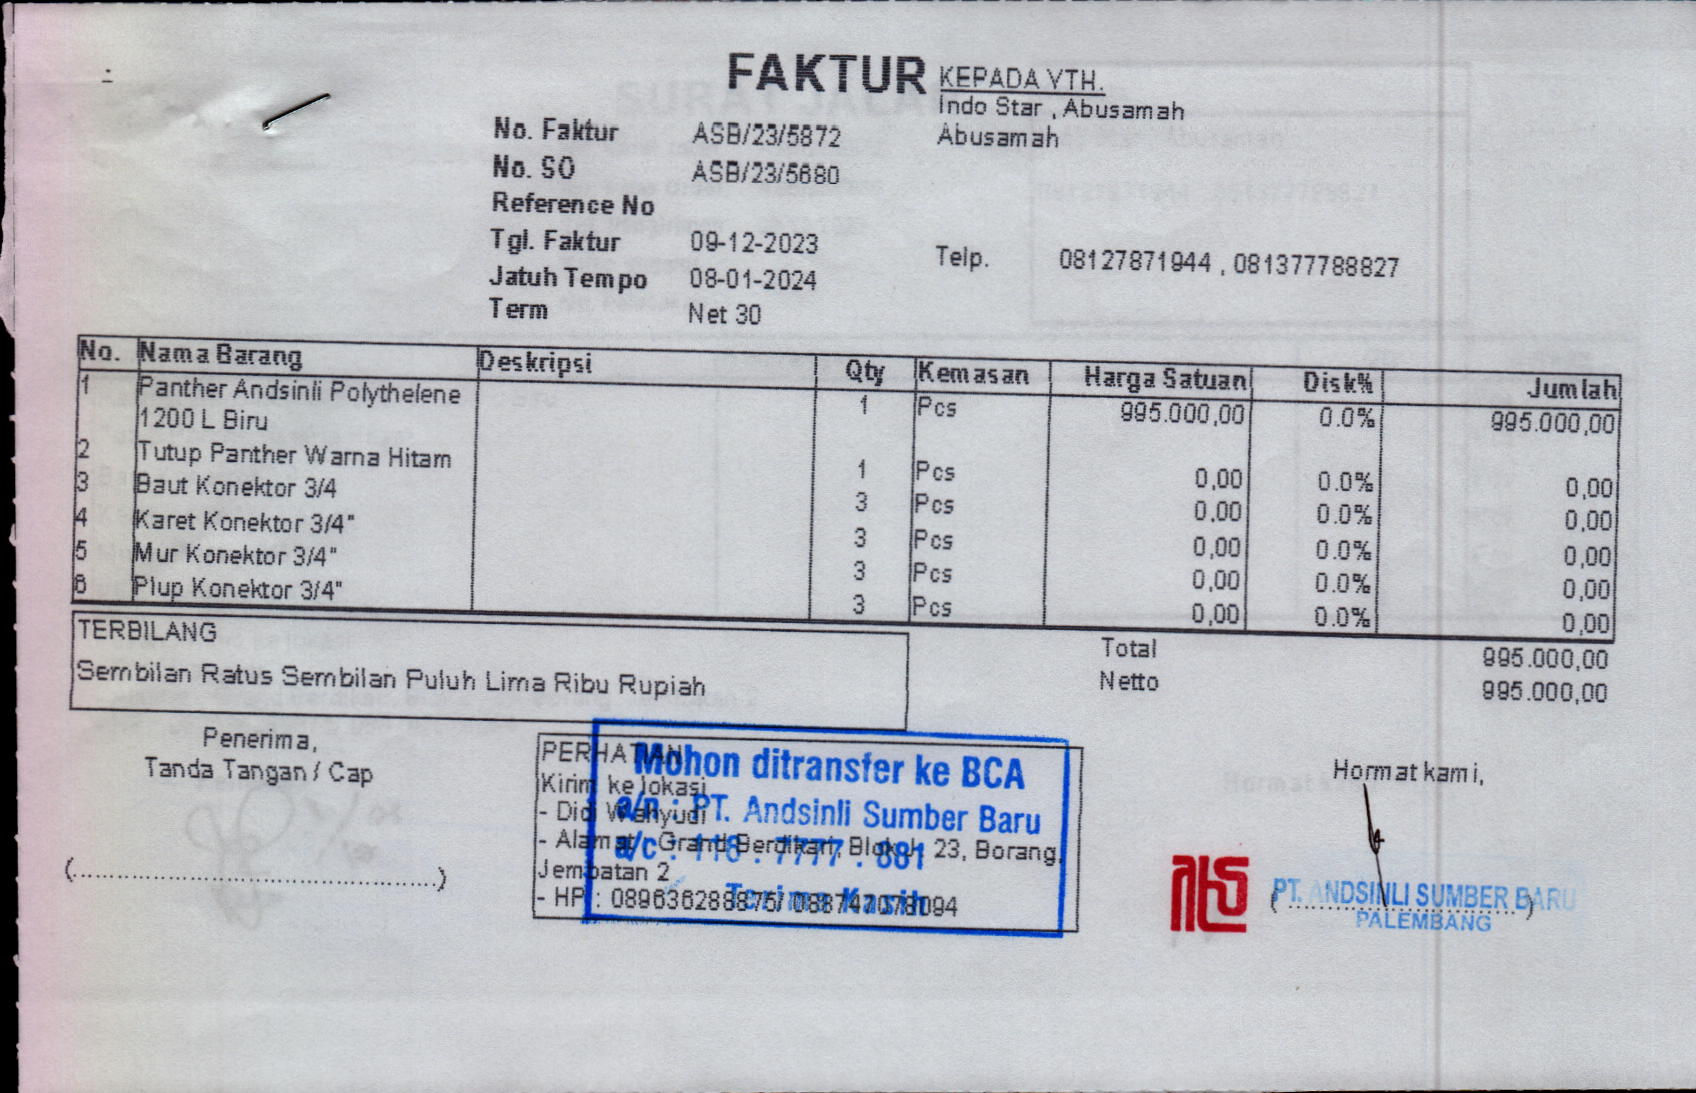 FAKTUR
KEPADA YTH.
Indo Star , Abusamah
Abusamah
No. Faktur ASB/23/5872
No. SO ASB/23/5680
Reference No
Tgl. Faktur 09-12-2023
Jatuh Tempo 08-01-2024
Term Net 30
Telp. 08127871944 , 081377788827
No. Nama Barang Deskripsi Qty Kemasan Harga Satuan Disk% Jumlah
1 Panther Andsinli Polythelene 1 Pcs 995.000,00 0.0% 995.000,00
1200 L Biru
2 Tutup Panther Warna Hitam 1 Pcs 0,00 0.0% 0,00
3 Baut Konektor 3/4 3 Pcs 0,00 0.0% 0,00
4 Karet Konektor 3/4" 3 Pcs 0,00 0.0% 0,00
5 Mur Konektor 3/4" 3 Pcs 0,00 0.0% 0,00
6 Plup Konektor 3/4" 3 Pcs 0,00 0.0% 0,00
TERBILANG
Sembilan Ratus Sembilan Puluh Lima Ribu Rupiah
Total 995.000,00
Netto 995.000,00
Penerima,
Tanda Tangan / Cap
(..........................................)
PERHATIAN
Kirim ke lokasi
- Didi Wahyudi
- Alamat : Grand Berdikari, Blok 23, Borang,
Jembatan 2
- HP : 089636288875/
Mohon ditransfer ke BCA
a/n : PT. Andsinli Sumber Baru
a/c : 116 . 7777 . 881
Terima Kasih
Hormat kami,
PT. ANDSINLI SUMBER BARU
(..............................)
PALEMBANG